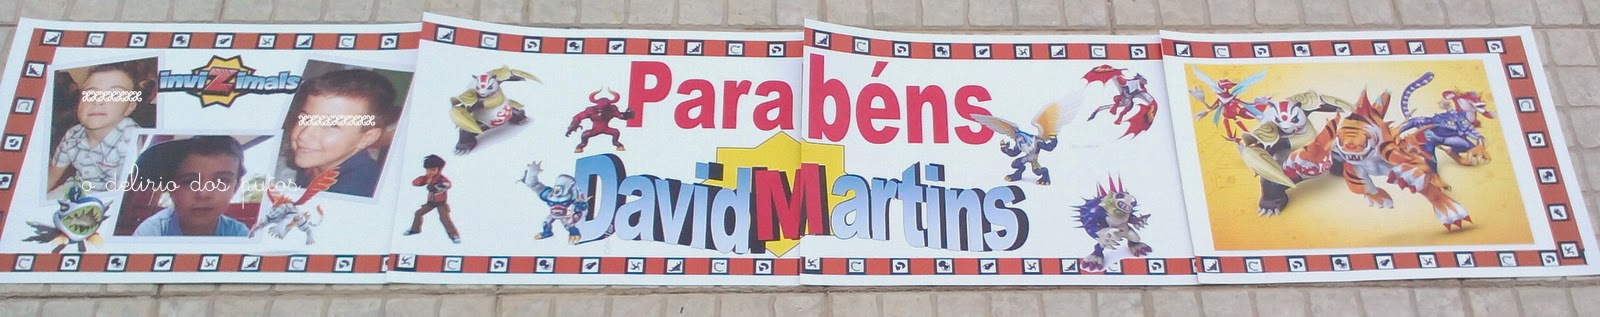 inviZimals
o delirio dos putos
Parabéns
David Martins